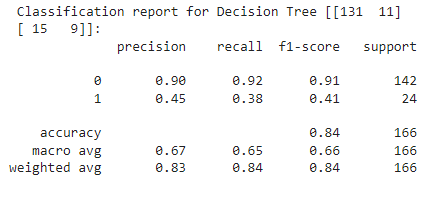 Classification report for Decision Tree [[131  11]
[ 15   9]]:
precision    recall  f1-score   support
0       0.90      0.92      0.91       142
1       0.45      0.38      0.41        24
accuracy                           0.84       166
macro avg       0.67      0.65      0.66       166
weighted avg       0.83      0.84      0.84       166